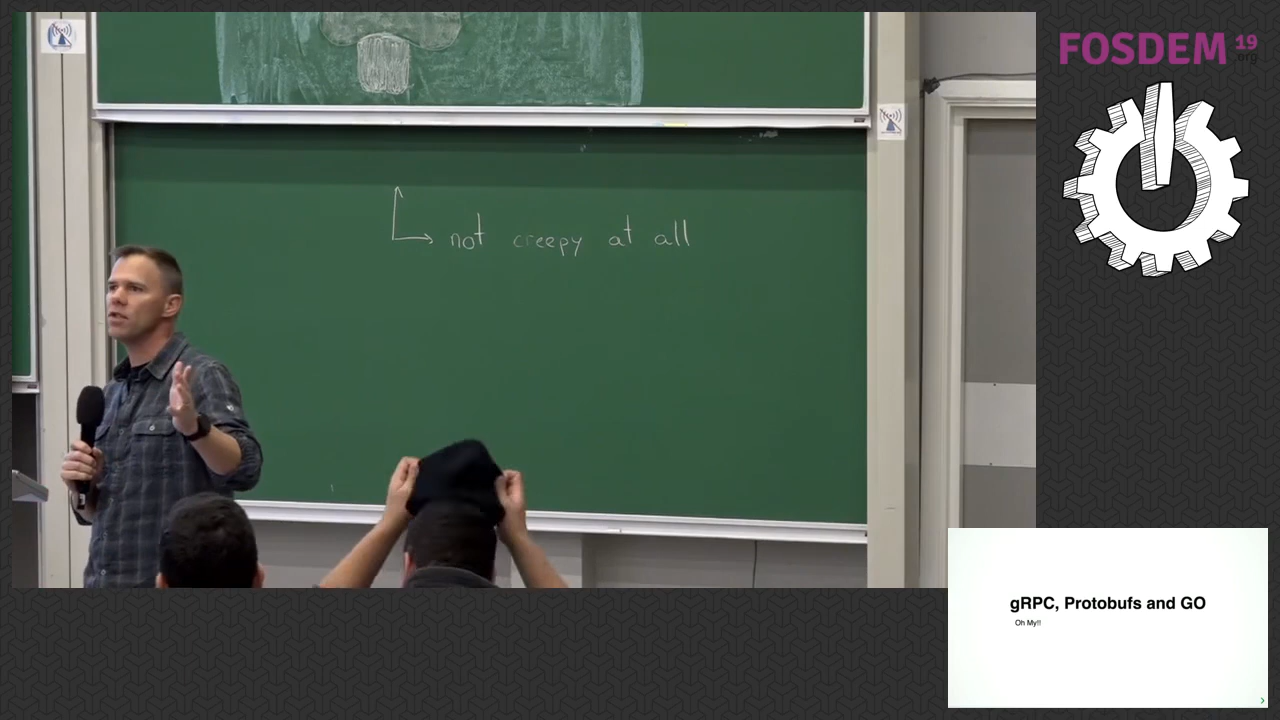 FOSDEM 19
.org
not creepy at all
gRPC, Protobufs and GO
Oh My!!